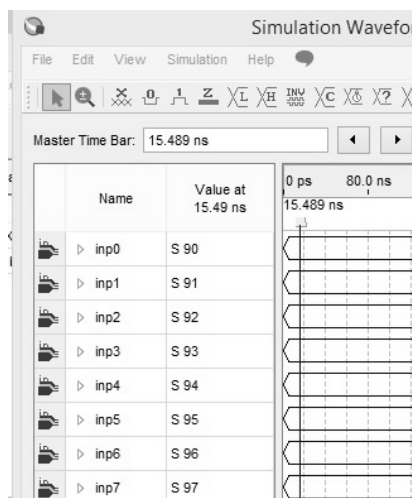 Simulation Wavefo
File Edit View Simulation Help
Master Time Bar: 15.489 ns
Name Value at 15.49 ns 0 ps 80.0 ns
15.489 ns
inp0 S 90
inp1 S 91
inp2 S 92
inp3 S 93
inp4 S 94
inp5 S 95
inp6 S 96
inp7 S 97